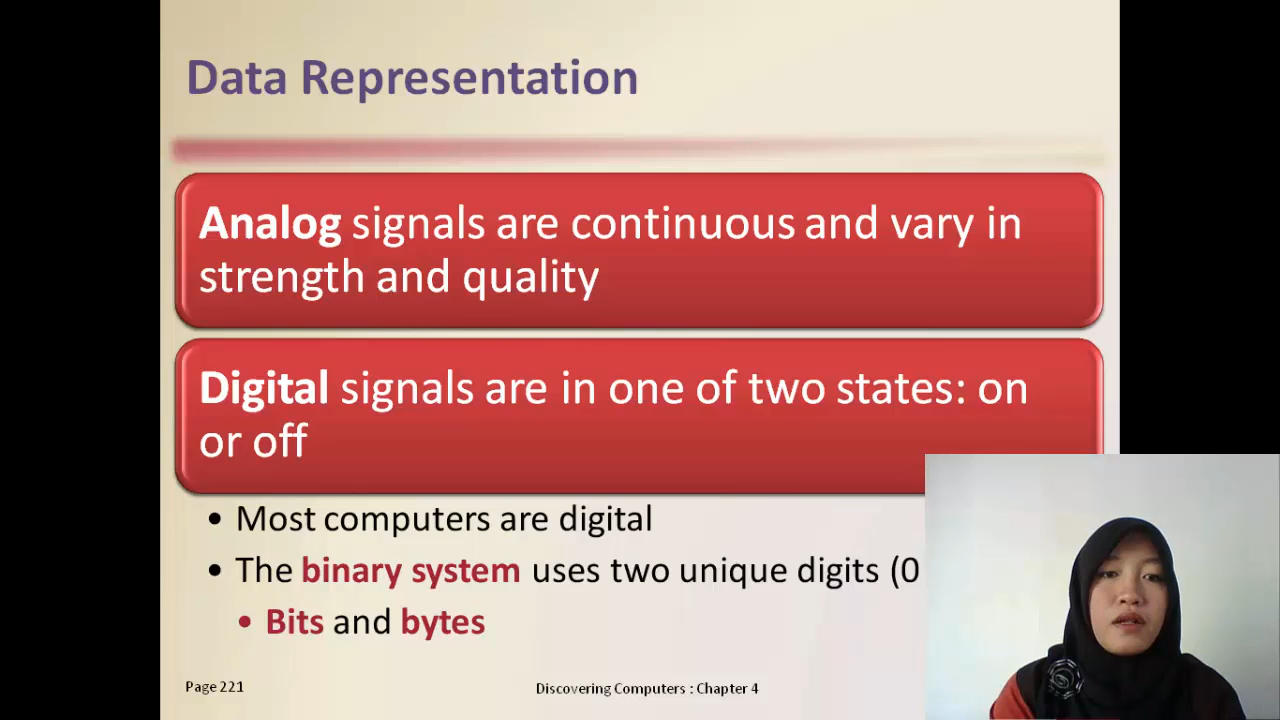 Data Representation
Analog signals are continuous and vary in
strength and quality
Digital signals are in one of two states: on
or off
• Most computers are digital
• The binary system uses two unique digits (0
• Bits and bytes
Page 221
Discovering Computers : Chapter 4